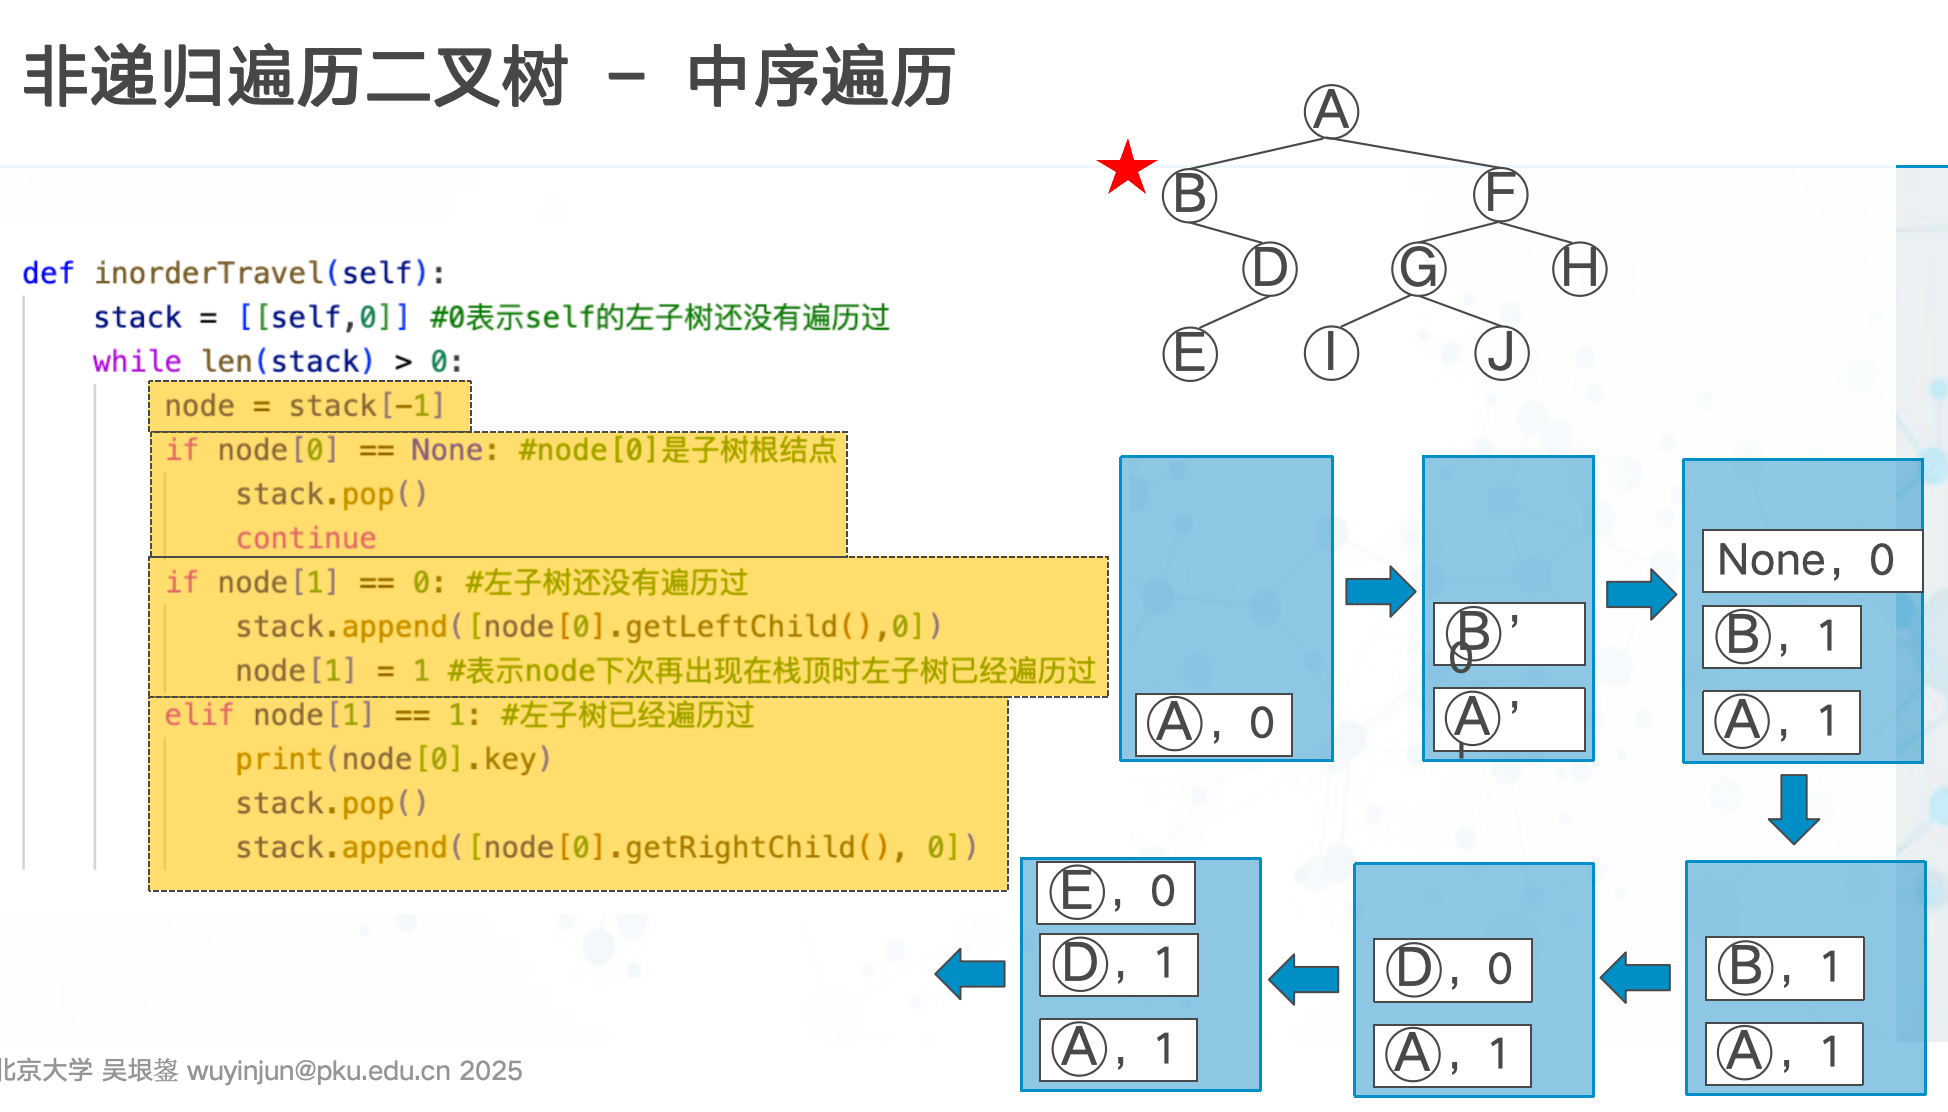 非递归遍历二叉树 - 中序遍历
A
B
F
D
G
H
E
I
J
def inorderTravel(self):
stack = [[self,0]] #0表示self的左子树还没有遍历过
while len(stack) > 0:
node = stack[-1]
if node[0] == None: #node[0]是子树根结点
stack.pop()
continue
if node[1] == 0: #左子树还没有遍历过
stack.append([node[0].getLeftChild(),0])
node[1] = 1 #表示node下次再出现在栈顶时左子树已经遍历过
elif node[1] == 1: #左子树已经遍历过
print(node[0].key)
stack.pop()
stack.append([node[0].getRightChild(), 0])
A, 0
B,
0
A,
None, 0
B, 1
A, 1
E, 0
D, 1
A, 1
D, 0
A, 1
B, 1
A, 1
北京大学 吴垠鋆 wuyinjun@pku.edu.cn 2025